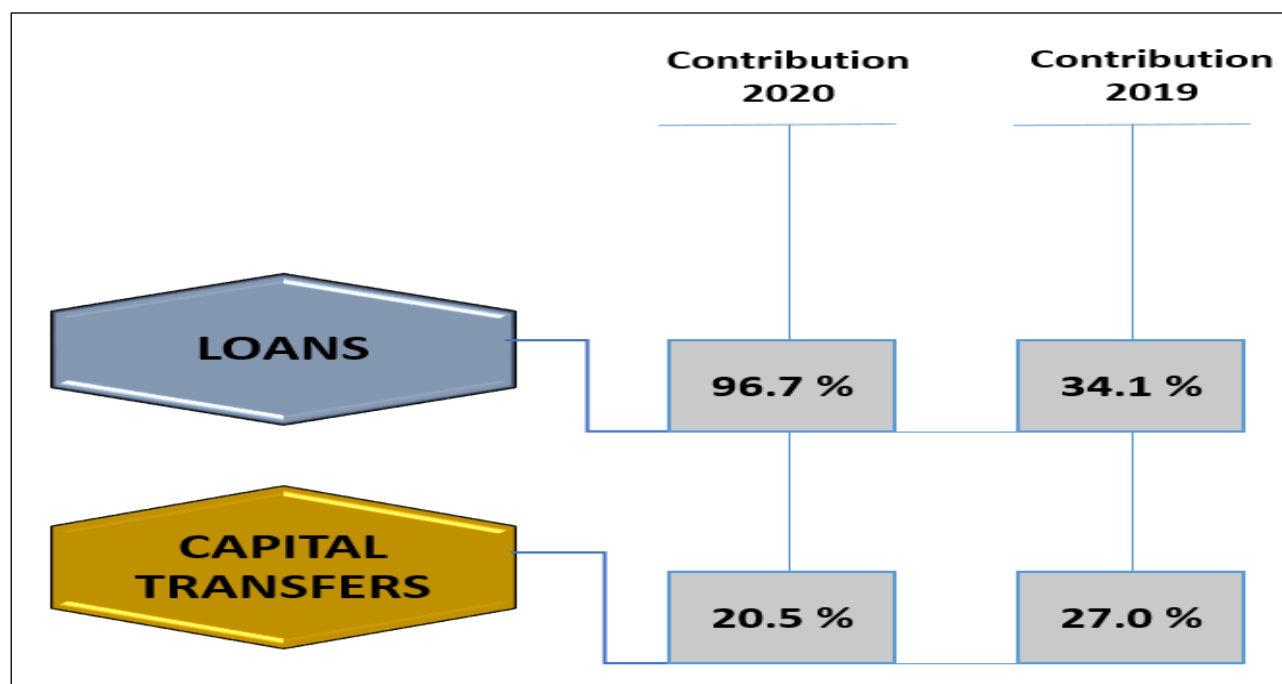 Contribution
2020
Contribution
2019
LOANS
96.7 %
34.1 %
CAPITAL
TRANSFERS
20.5 %
27.0 %